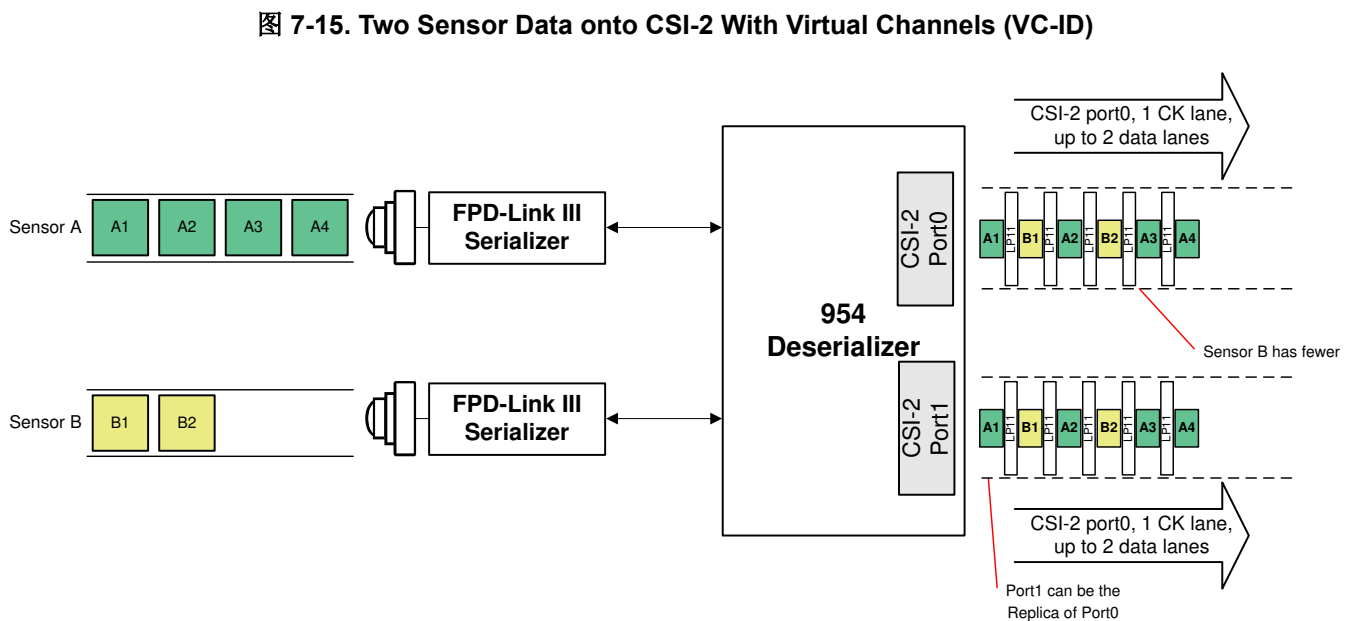 图 7-15. Two Sensor Data onto CSI-2 With Virtual Channels (VC-ID)
CSI-2 port0, 1 CK lane,
up to 2 data lanes
Sensor A
A1
A2
A3
A4
FPD-Link III
Serializer
CSI-2
Port0
A1
LP11
B1
LP11
A2
LP11
B2
LP11
A3
LP11
A4
954
Deserializer
Sensor B has fewer
Sensor B
B1
B2
FPD-Link III
Serializer
CSI-2
Port1
A1
LP11
B1
LP11
A2
LP11
B2
LP11
A3
LP11
A4
CSI-2 port0, 1 CK lane,
up to 2 data lanes
Port1 can be the
Replica of Port0